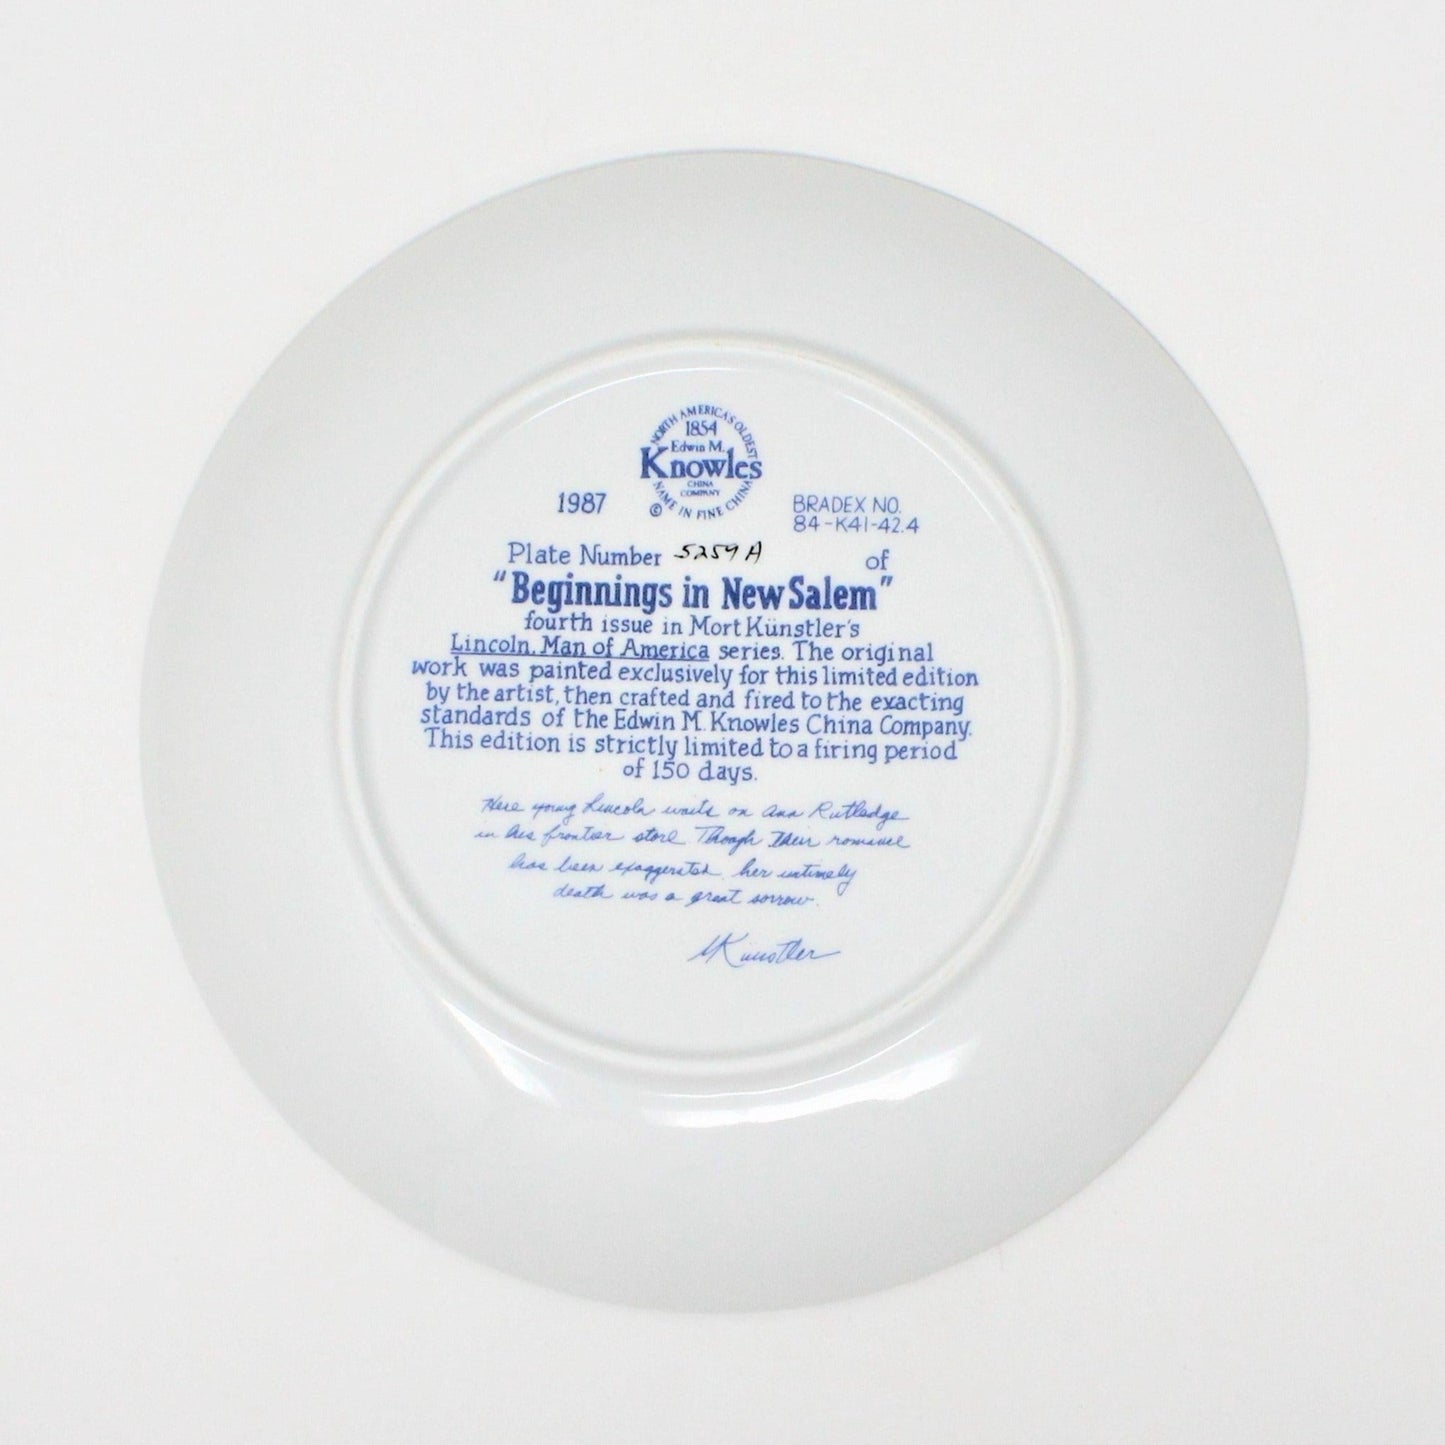 NORTH AMERICA'S OLDEST
1854
Edwin M.
Knowles
CHINA
COMPANY
© NAME IN FINE CHINA
1987
BRADEX NO.
84-K41-42.4
Plate Number 5259A of
"Beginnings in New Salem"
fourth issue in Mort Künstler's
Lincoln, Man of America series. The original
work was painted exclusively for this limited edition
by the artist, then crafted and fired to the exacting
standards of the Edwin M. Knowles China Company.
This edition is strictly limited to a firing period
of 150 days.
Here young Lincoln waits on Ann Rutledge
in his frontier store. Though their romance
has been exaggerated, her untimely
death was a great sorrow.
MKünstler